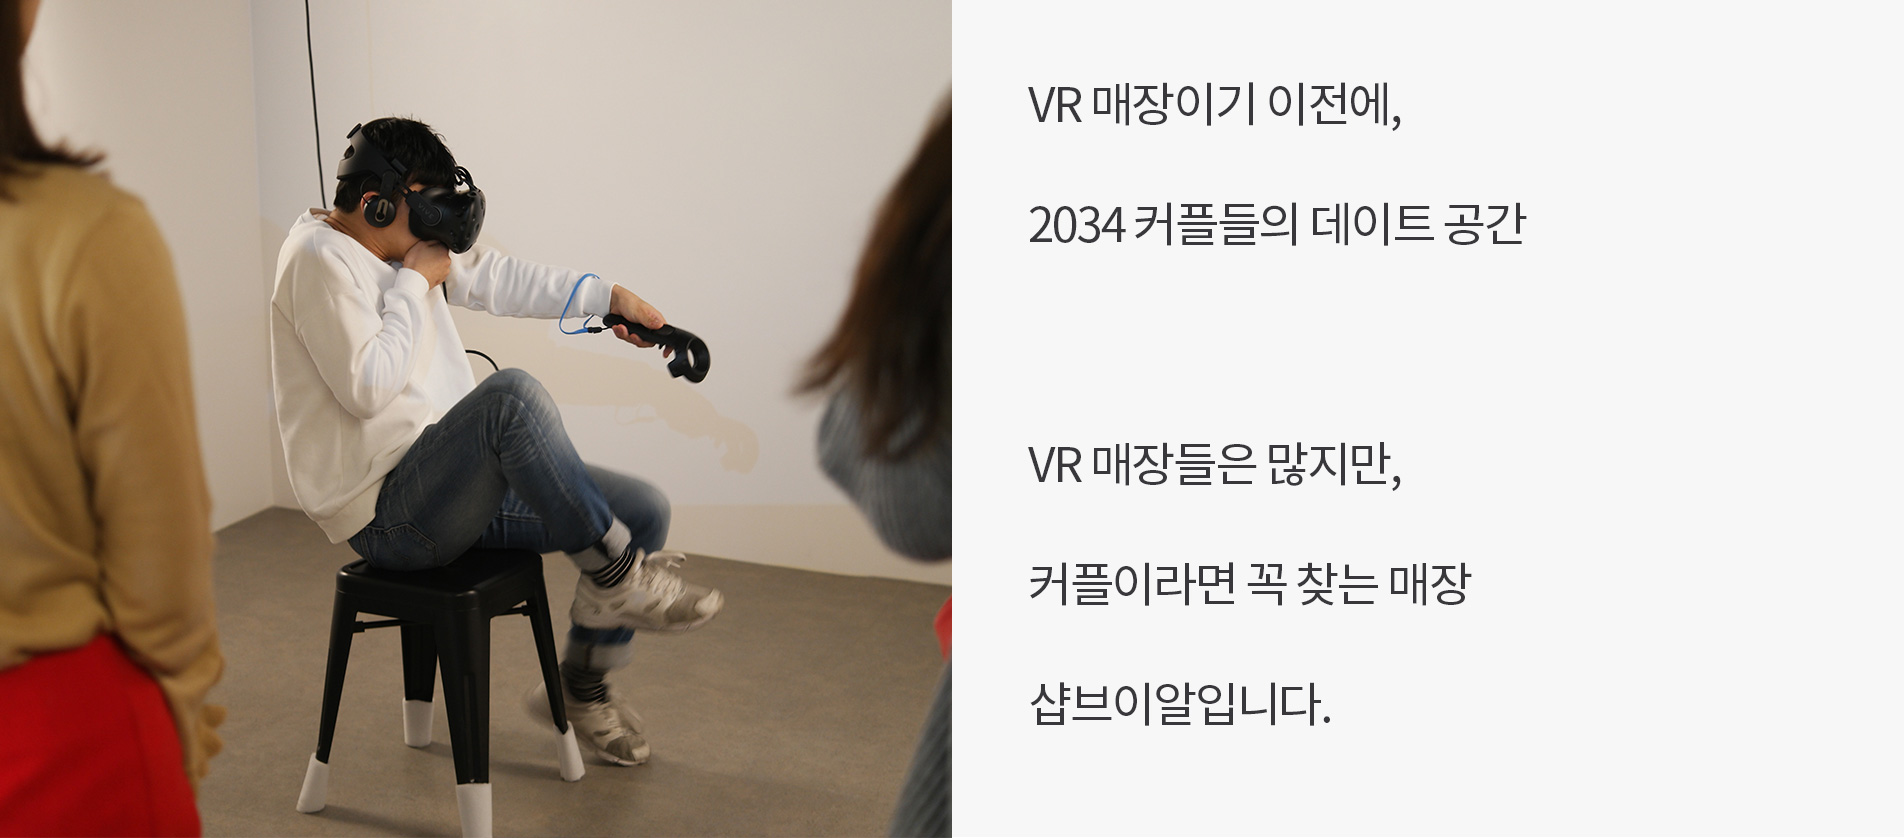 VR 매장이기 이전에,
2034 커플들의 데이트 공간
VR 매장들은 많지만,
커플이라면 꼭 찾는 매장
샵브이알입니다.